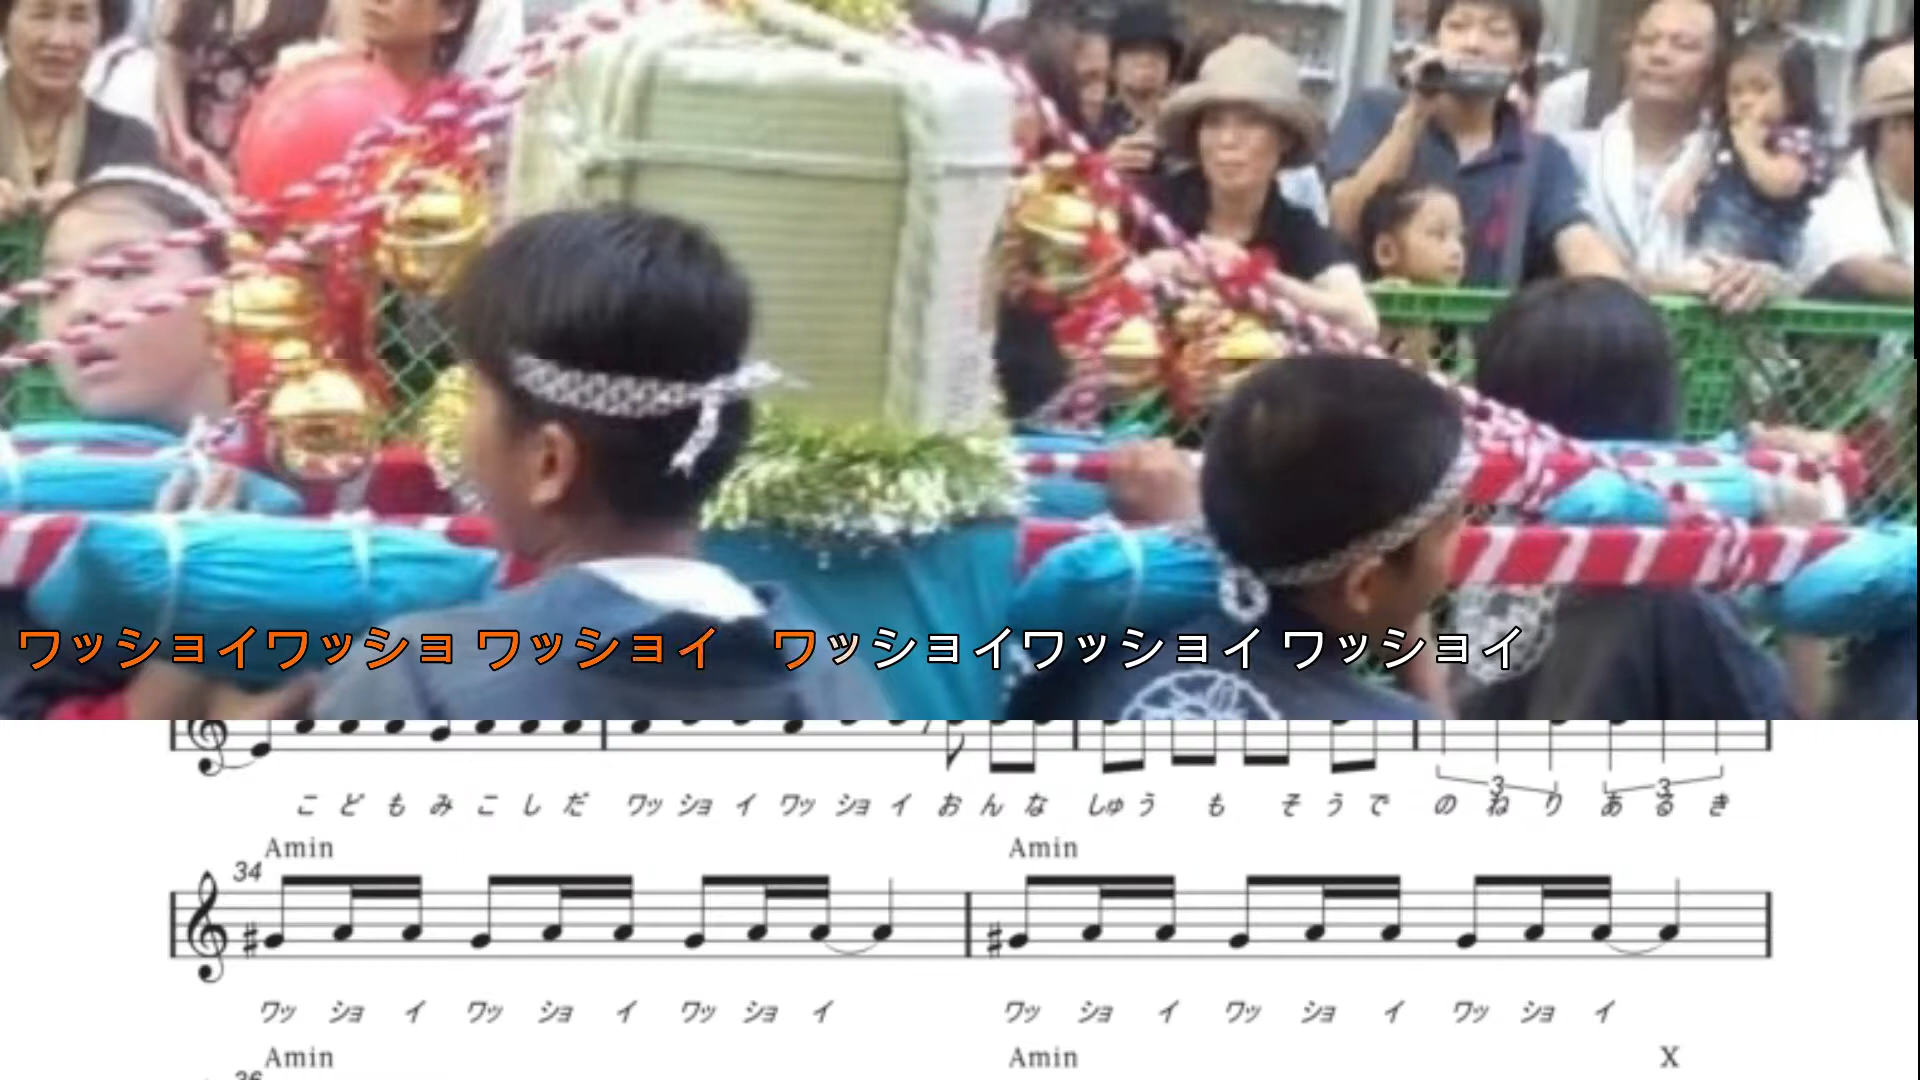 ワッショイワッショ ワッショイ　ワッショイワッショイ ワッショイ
こ ど も み こ し だ ワッ ショ イ ワッ ショ イ お ん な しゅ う も そ う で の ね り あ る き
3 3
Amin Amin
34
ワッ ショ イ ワッ ショ イ ワッ ショ イ ワッ ショ イ ワッ ショ イ ワッ ショ イ
Amin Amin X
36